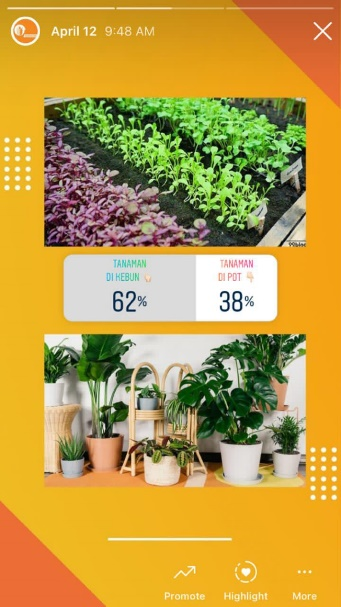 April 12 9:48 AM
TANAMAN
DI KEBUN
62%
TANAMAN
DI POT
38%
Promote
Highlight
More